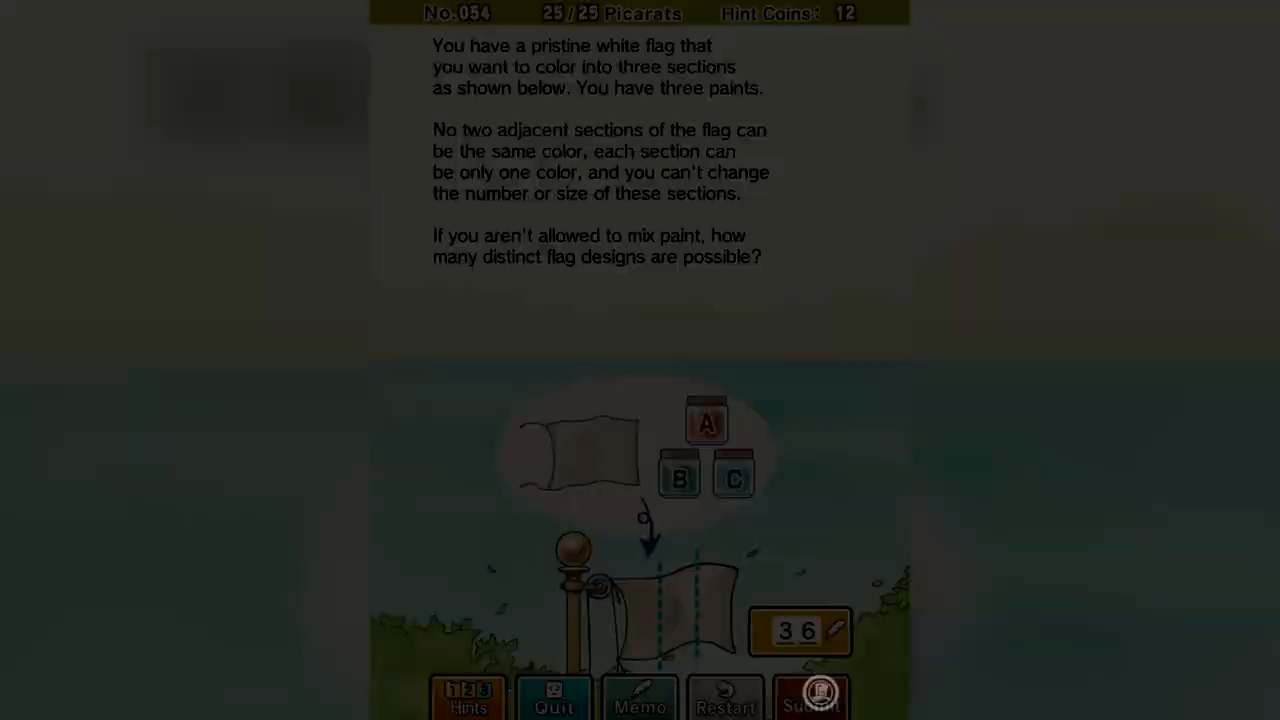 No.054 25/25 Picarats Hint Coins: 12
You have a pristine white flag that
you want to color into three sections
as shown below. You have three paints.
No two adjacent sections of the flag can
be the same color, each section can
be only one color, and you can't change
the number or size of these sections.
If you aren't allowed to mix paint, how
many distinct flag designs are possible?
A
B C
36
123
Hints Quit Memo Restart Submit